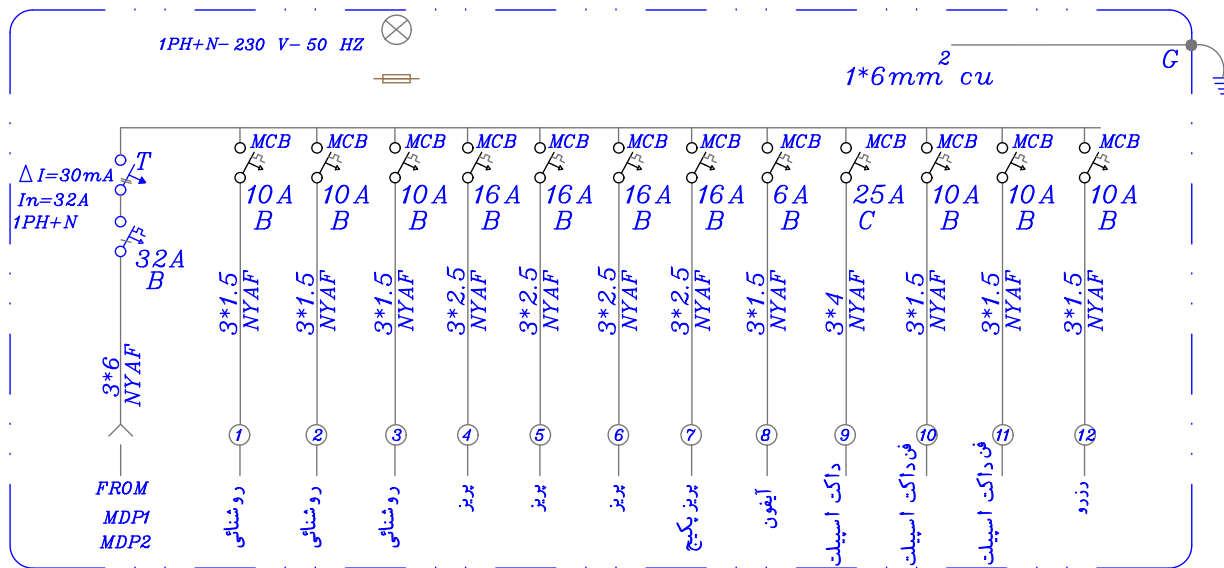 1PH+N-230 V-50 HZ
1*6mm² cu
G
T
ΔI=30mA
In=32A
1PH+N
32A
B
3*6
NYAF
FROM
MDP1
MDP2
MCB
10A
B
3*1.5
NYAF
1
روشنائی
MCB
10A
B
3*1.5
NYAF
2
روشنائی
MCB
10A
B
3*1.5
NYAF
3
روشنائی
MCB
16A
B
3*2.5
NYAF
4
پریز
MCB
16A
B
3*2.5
NYAF
5
پریز
MCB
16A
B
3*2.5
NYAF
6
پریز
MCB
16A
B
3*2.5
NYAF
7
پریز پکیج
MCB
6A
B
3*1.5
NYAF
8
آیفون
MCB
25A
C
3*4
NYAF
9
داکت اسپیلت
MCB
10A
B
3*1.5
NYAF
10
فن داکت اسپیلت
MCB
10A
B
3*1.5
NYAF
11
فن داکت اسپیلت
MCB
10A
B
3*1.5
NYAF
12
رزرو